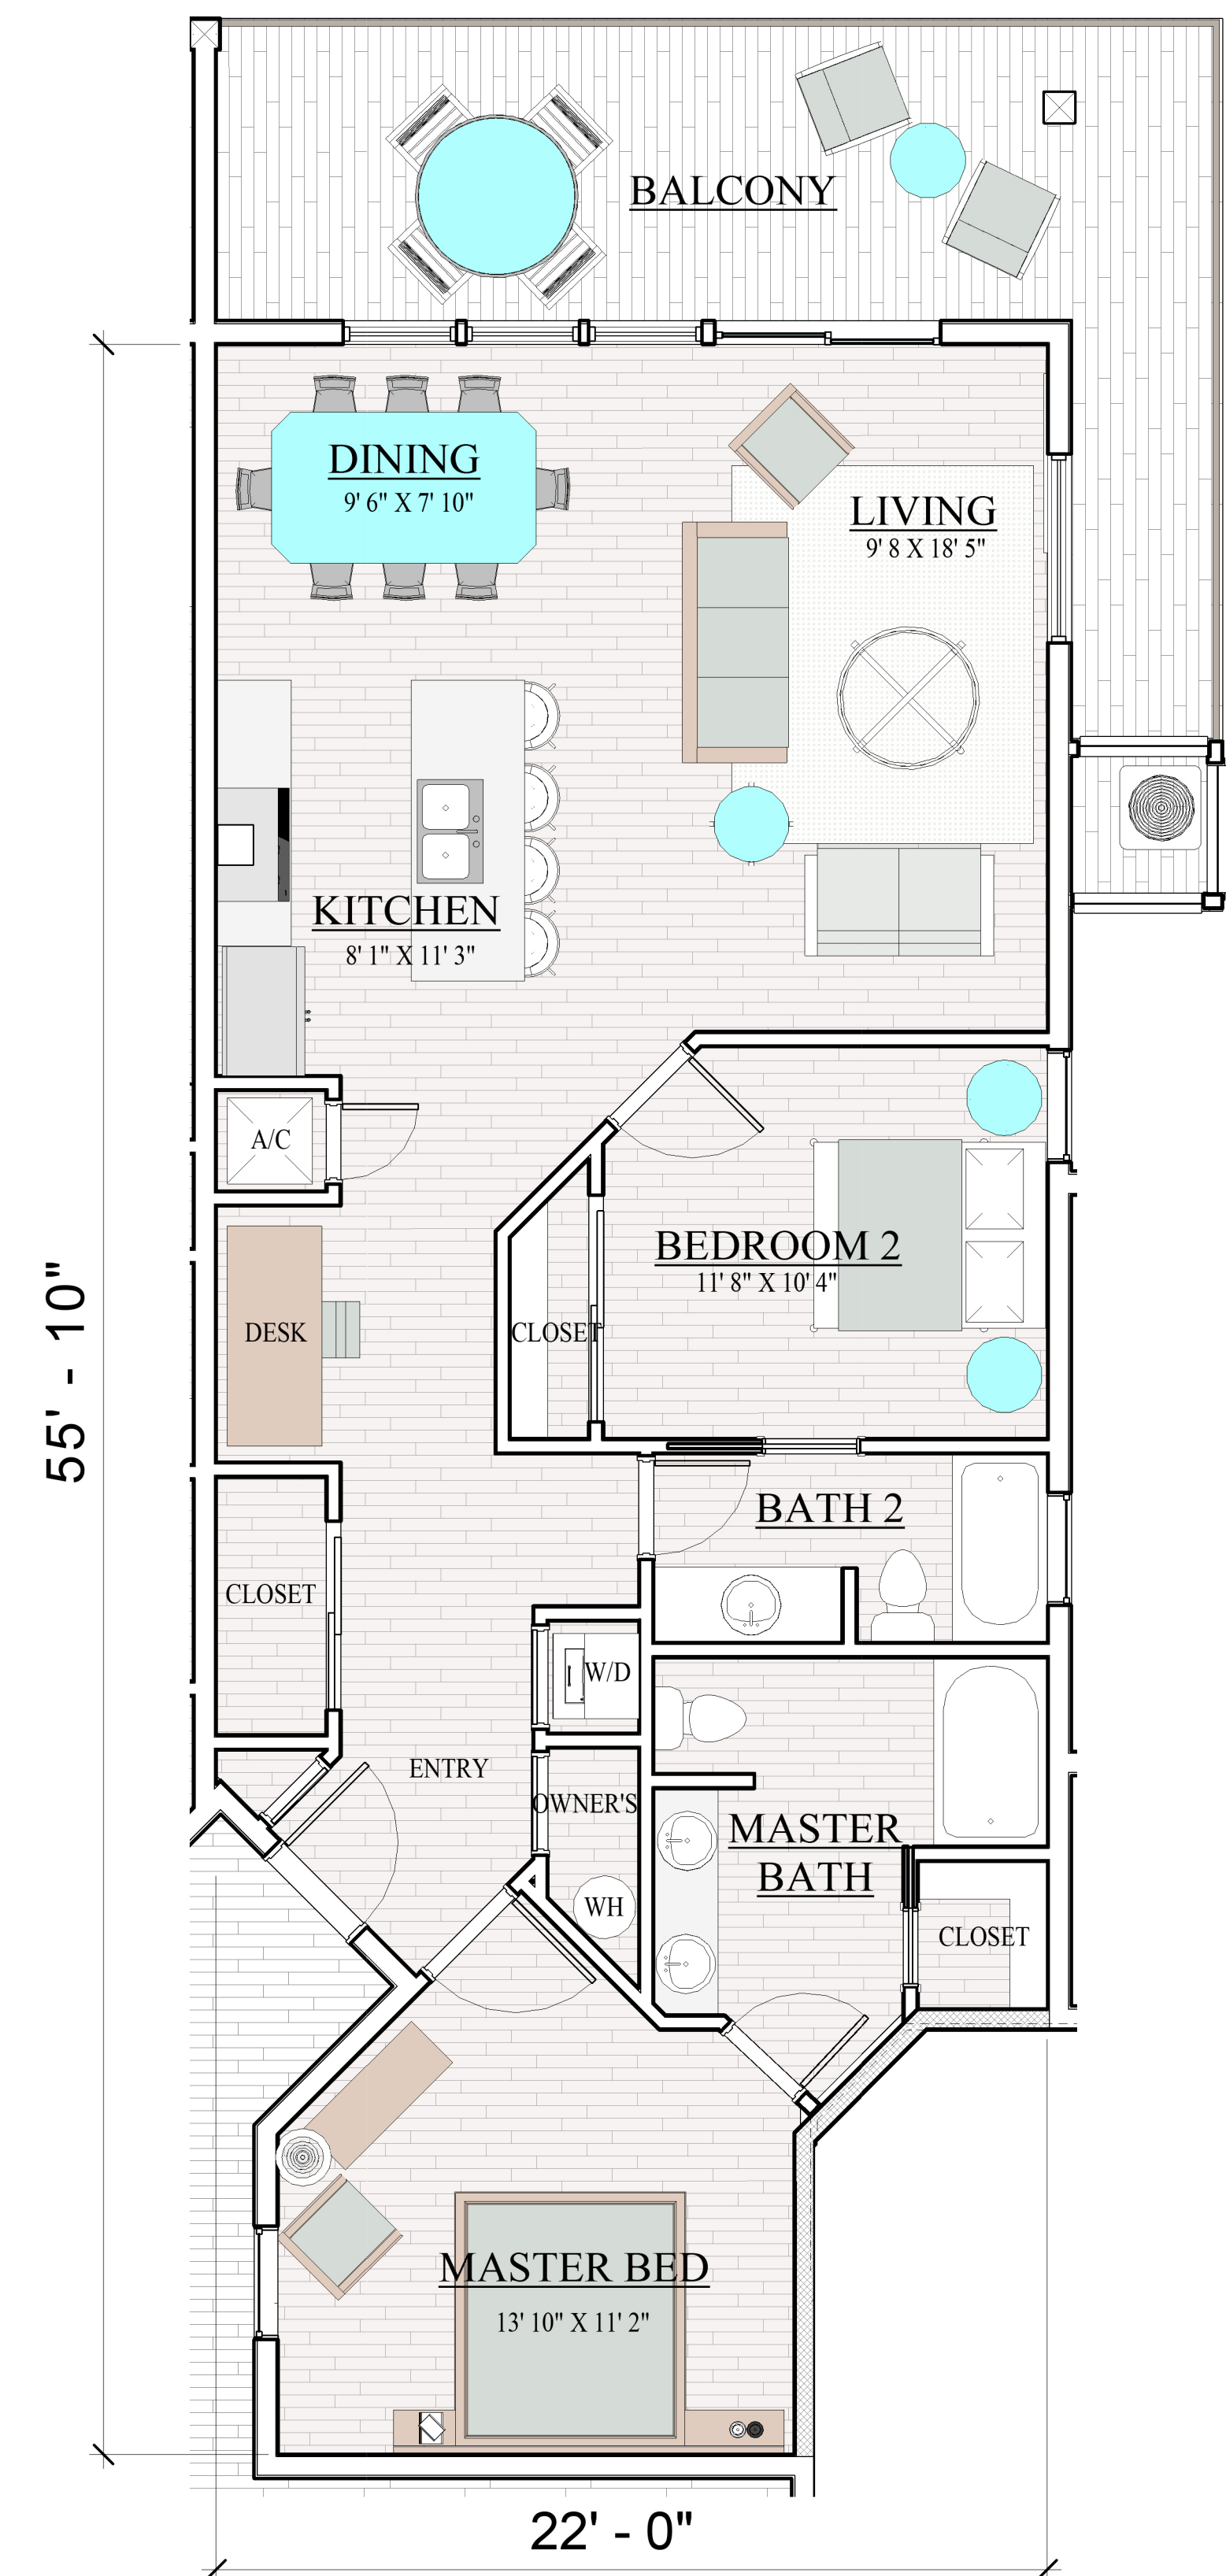 BALCONY
DINING
9' 6" X 7' 10"
LIVING
9' 8 X 18' 5"
KITCHEN
8' 1" X 11' 3"
A/C
BEDROOM 2
11' 8" X 10' 4"
DESK
CLOSET
55' - 10"
BATH 2
CLOSET
W/D
ENTRY
OWNER'S
MASTER
BATH
WH
CLOSET
MASTER BED
13' 10" X 11' 2"
22' - 0"